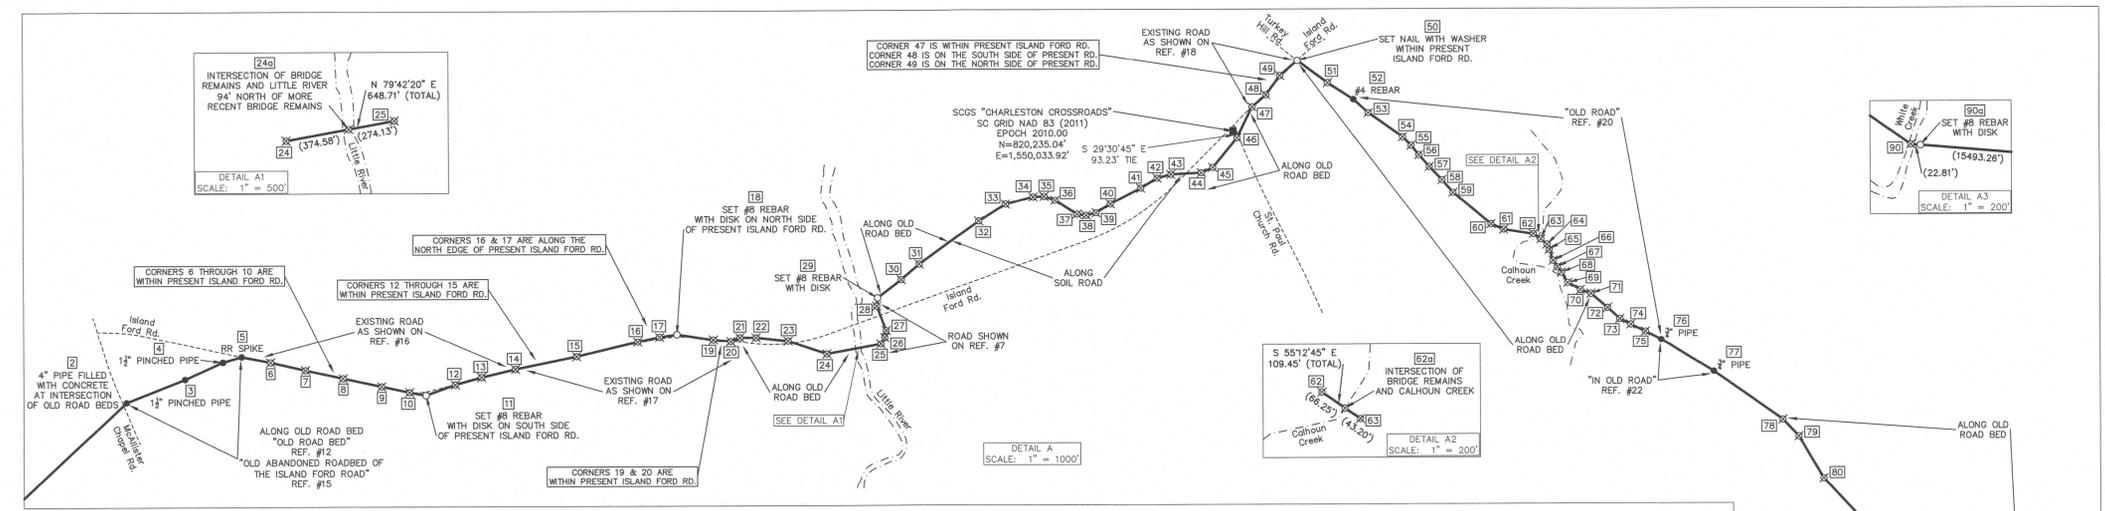 24a
INTERSECTION OF BRIDGE
REMAINS AND LITTLE RIVER
94' NORTH OF MORE
RECENT BRIDGE REMAINS
N 79°42'20" E
648.71' (TOTAL)
25
(274.13')
(374.58')
24
Little River
DETAIL A1
SCALE: 1" = 500'
CORNERS 6 THROUGH 10 ARE
WITHIN PRESENT ISLAND FORD RD.
Island
Ford Rd.
2
4" PIPE FILLED
WITH CONCRETE
AT INTERSECTION
OF OLD ROAD BEDS
4
1½" PINCHED PIPE
5
RR SPIKE
3
1½" PINCHED PIPE
McAllister
Chapel Rd.
6
7
8
9
10
EXISTING ROAD
AS SHOWN ON
REF. #16
ALONG OLD ROAD BED
"OLD ROAD BED"
REF. #12
"OLD ABANDONED ROADBED OF
THE ISLAND FORD ROAD"
REF. #15
11
SET #8 REBAR
WITH DISK ON SOUTH SIDE
OF PRESENT ISLAND FORD RD.
CORNERS 12 THROUGH 15 ARE
WITHIN PRESENT ISLAND FORD RD.
12
13
14
15
CORNERS 16 & 17 ARE ALONG THE
NORTH EDGE OF PRESENT ISLAND FORD RD.
16
17
EXISTING ROAD
AS SHOWN ON
REF. #17
18
SET #8 REBAR
WITH DISK ON NORTH SIDE
OF PRESENT ISLAND FORD RD.
19
20
21
22
23
24
25
26
27
28
CORNERS 19 & 20 ARE
WITHIN PRESENT ISLAND FORD RD.
ALONG OLD
ROAD BED
SEE DETAIL A1
Little River
29
SET #8 REBAR
WITH DISK
ALONG OLD
ROAD BED
ROAD SHOWN
ON REF. #7
30
31
32
33
34
35
36
37
38
39
40
41
42
43
44
45
46
47
48
49
Island
Ford Rd.
ALONG
SOIL ROAD
DETAIL A
SCALE: 1" = 1000'
CORNER 47 IS WITHIN PRESENT ISLAND FORD RD.
CORNER 48 IS ON THE SOUTH SIDE OF PRESENT RD.
CORNER 49 IS ON THE NORTH SIDE OF PRESENT RD.
SCGS "CHARLESTON CROSSROADS"
SC GRID NAD 83 (2011)
EPOCH 2010.00
N=820,235.04'
E=1,550,033.92'
S 29°30'45" E
93.23' TIE
EXISTING ROAD
AS SHOWN ON
REF. #18
Turkey
Hill Rd.
Island
Ford Rd.
50
SET NAIL WITH WASHER
WITHIN PRESENT
ISLAND FORD RD.
ALONG OLD
ROAD BED
St. Paul
Church Rd.
51
52
#4 REBAR
53
54
55
56
57
58
59
60
61
62
63
64
65
66
67
68
69
70
71
72
73
74
75
"OLD ROAD"
REF. #20
SEE DETAIL A2
Calhoun
Creek
ALONG OLD
ROAD BED
S 55°12'45" E
109.45' (TOTAL)
62a
INTERSECTION OF
BRIDGE REMAINS
AND CALHOUN CREEK
62
(66.25')
(43.20')
63
Calhoun
Creek
DETAIL A2
SCALE: 1" = 200'
76
¾" PIPE
77
¾" PIPE
"IN OLD ROAD"
REF. #22
78
79
80
ALONG OLD
ROAD BED
White
Creek
90a
SET #8 REBAR
WITH DISK
90
(15493.26')
(22.81')
DETAIL A3
SCALE: 1" = 200'